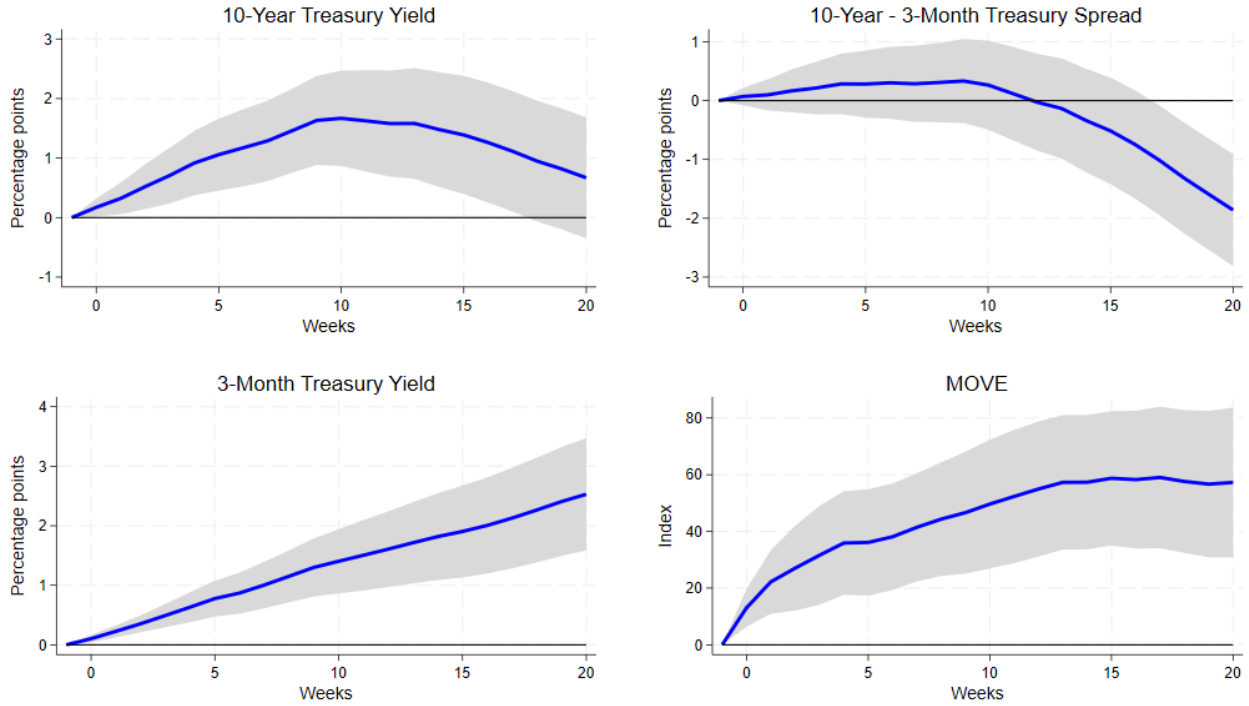 10-Year Treasury Yield
Percentage points
3
2
1
0
-1
0 5 10 15 20
Weeks
10-Year - 3-Month Treasury Spread
Percentage points
1
0
-1
-2
-3
0 5 10 15 20
Weeks
3-Month Treasury Yield
Percentage points
4
3
2
1
0
0 5 10 15 20
Weeks
MOVE
Index
80
60
40
20
0
0 5 10 15 20
Weeks